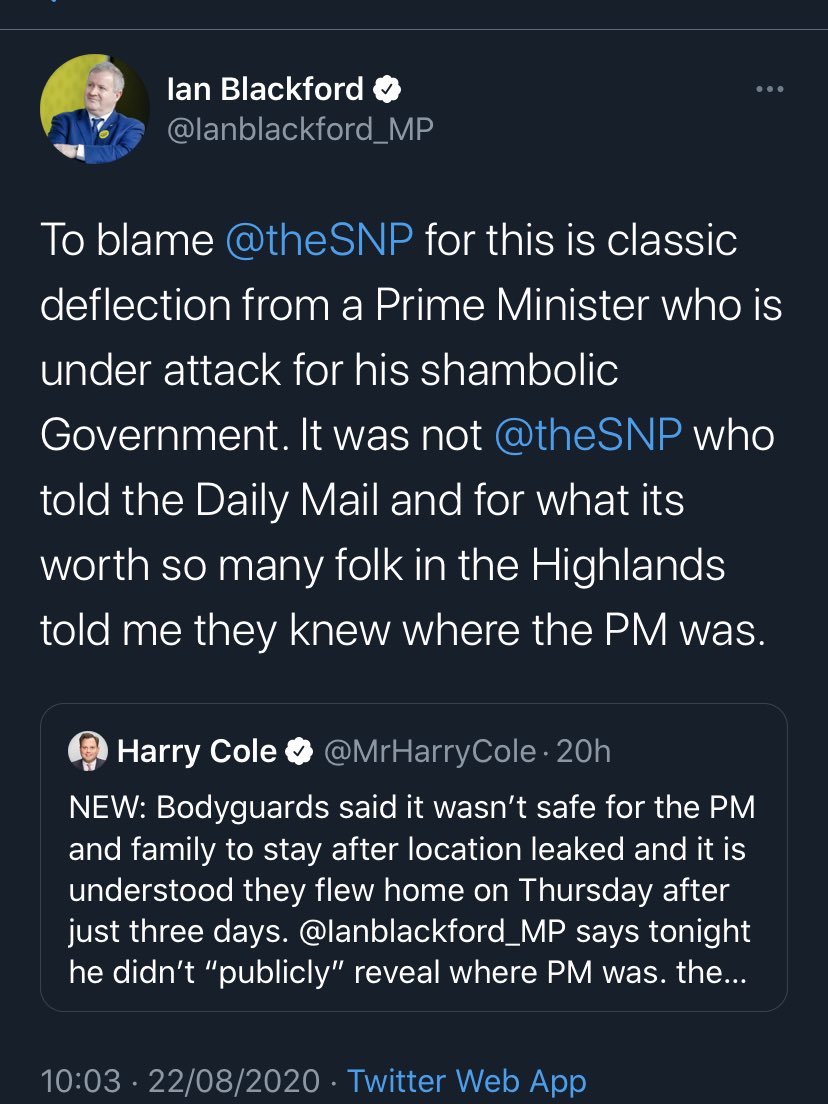 Ian Blackford
@Ianblackford_MP
To blame @theSNP for this is classic
deflection from a Prime Minister who is
under attack for his shambolic
Government. It was not @theSNP who
told the Daily Mail and for what its
worth so many folk in the Highlands
told me they knew where the PM was.
Harry Cole @MrHarryCole · 20h
NEW: Bodyguards said it wasn’t safe for the PM
and family to stay after location leaked and it is
understood they flew home on Thursday after
just three days. @Ianblackford_MP says tonight
he didn’t “publicly” reveal where PM was. the...
10:03 · 22/08/2020 · Twitter Web App